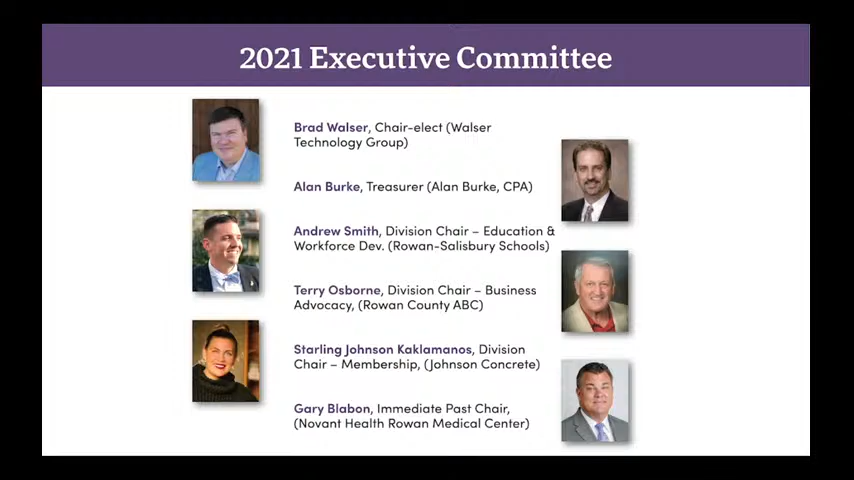 2021 Executive Committee
Brad Walser, Chair-elect (Walser
Technology Group)
Alan Burke, Treasurer (Alan Burke, CPA)
Andrew Smith, Division Chair – Education &
Workforce Dev. (Rowan-Salisbury Schools)
Terry Osborne, Division Chair – Business
Advocacy, (Rowan County ABC)
Starling Johnson Kaklamanos, Division
Chair – Membership, (Johnson Concrete)
Gary Blabon, Immediate Past Chair,
(Novant Health Rowan Medical Center)